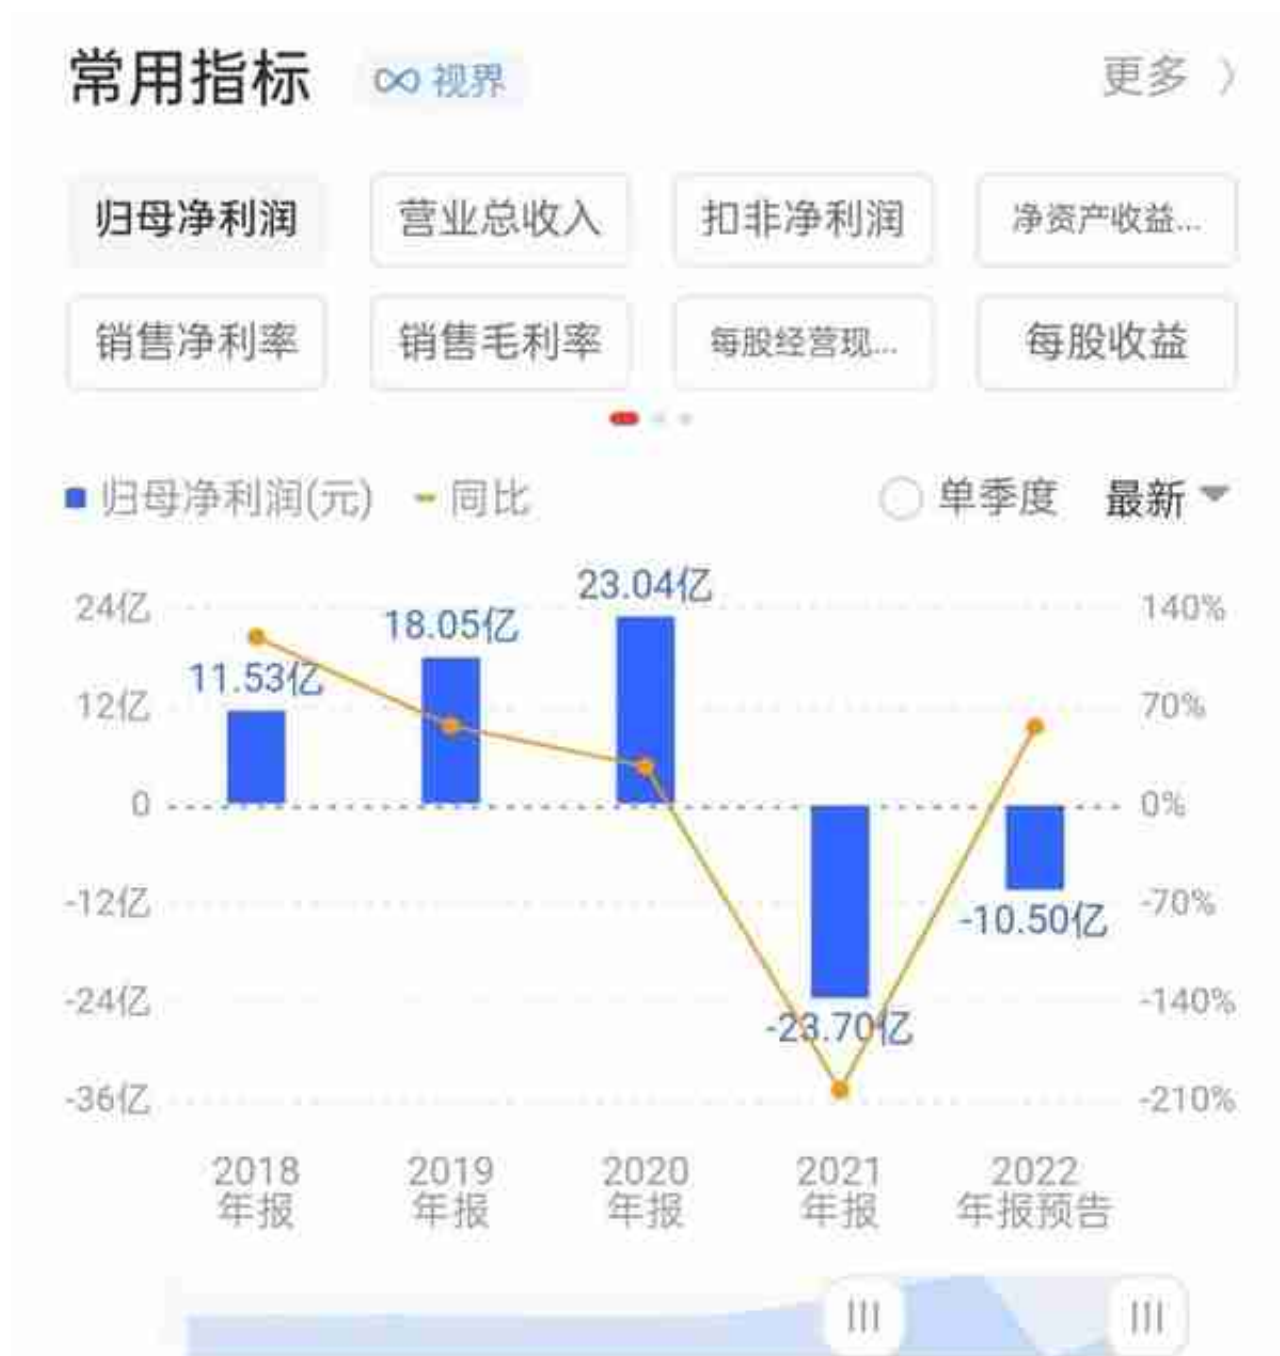 常用指标 视界 更多
归母净利润 营业总收入 扣非净利润 净资产收益...
销售净利率 销售毛利率 每股经营现... 每股收益
归母净利润(元) 同比 单季度 最新
23.04亿
24亿 18.05亿 140%
11.53亿
12亿 70%
0 0%
-12亿 -10.50亿 -70%
-24亿 -140%
-23.70亿
-36亿 -210%
2018 2019 2020 2021 2022
年报 年报 年报 年报 年报预告